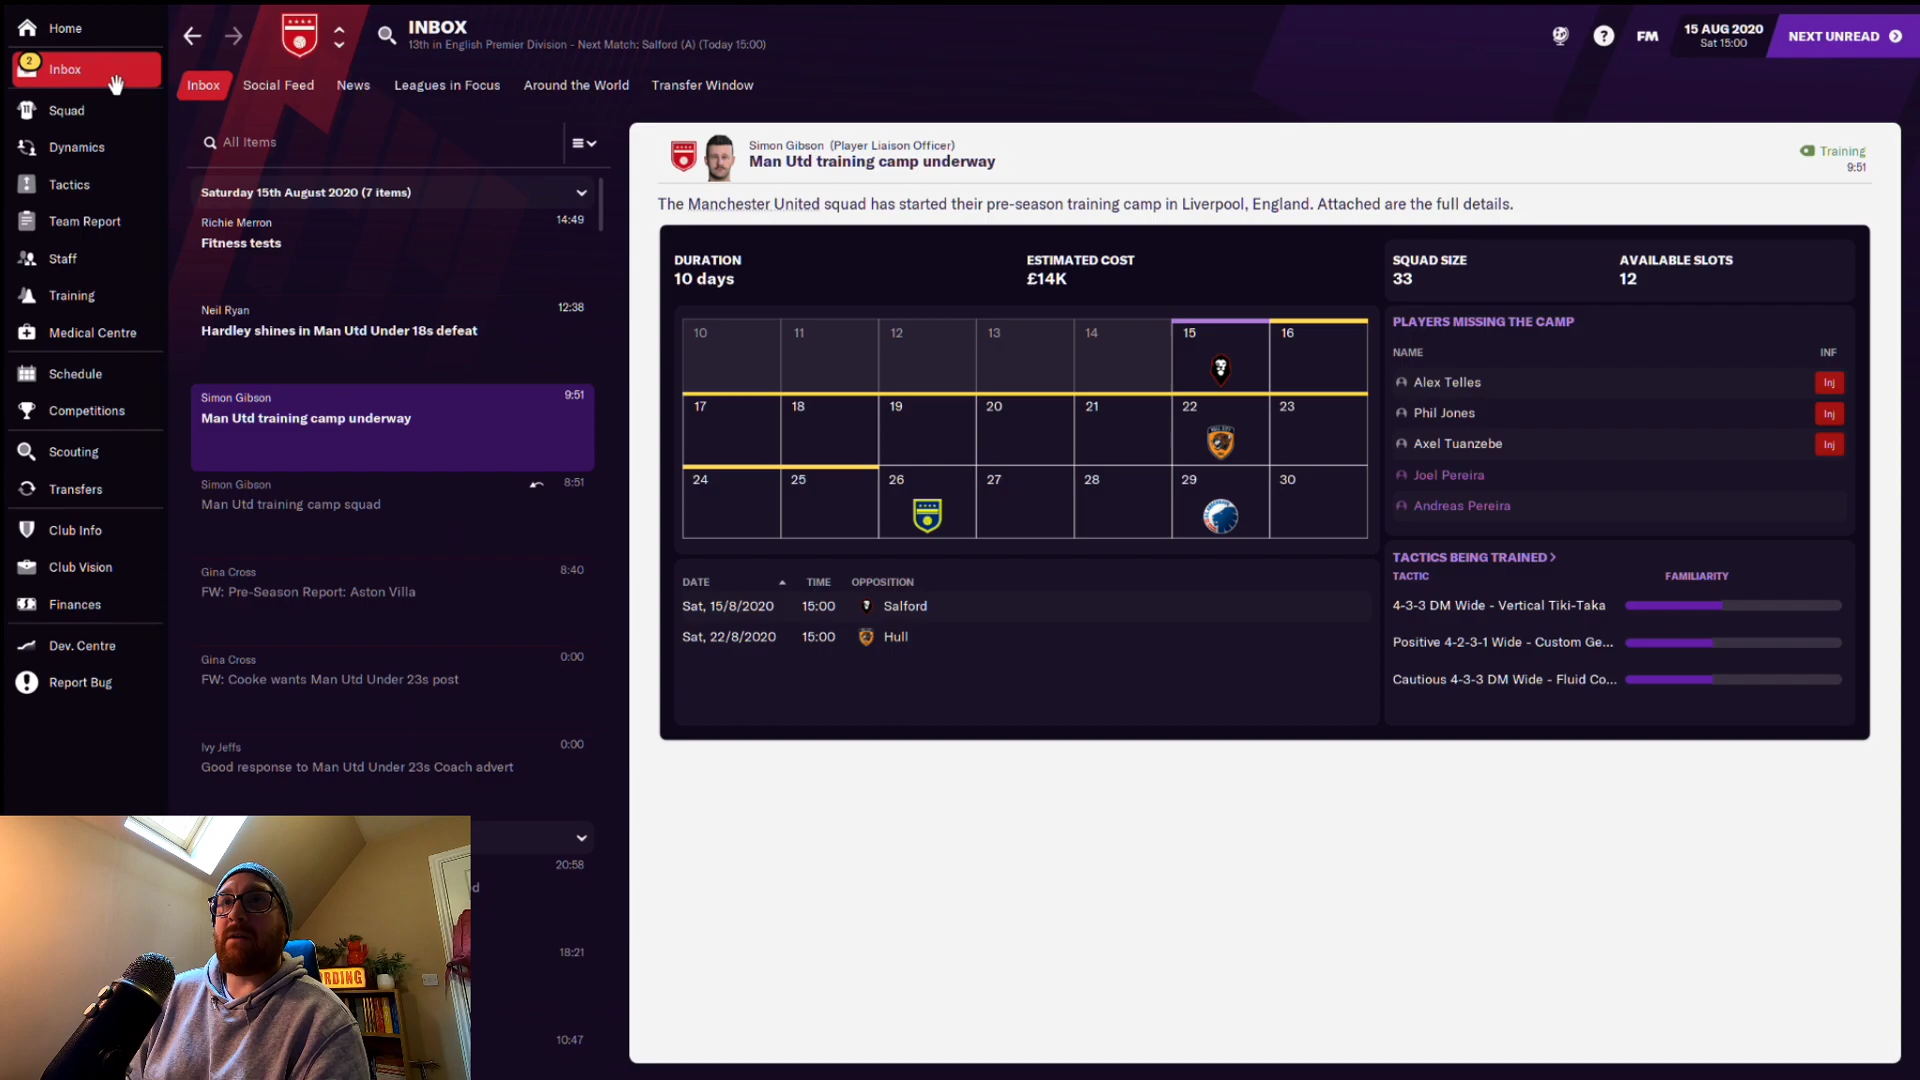 Home
2
Inbox
Squad
Dynamics
Tactics
Team Report
Staff
Training
Medical Centre
Schedule
Competitions
Scouting
Transfers
Club Info
Club Vision
Finances
Dev. Centre
Report Bug
INBOX
13th in English Premier Division - Next Match: Salford (A) (Today 15:00)
FM
15 AUG 2020
Sat 15:00
NEXT UNREAD
Inbox
Social Feed
News
Leagues in Focus
Around the World
Transfer Window
All Items
Saturday 15th August 2020 (7 items)
Richie Merron
14:49
Fitness tests
Neil Ryan
12:38
Hardley shines in Man Utd Under 18s defeat
Simon Gibson
9:51
Man Utd training camp underway
Simon Gibson
8:51
Man Utd training camp squad
Gina Cross
8:40
FW: Pre-Season Report: Aston Villa
Gina Cross
0:00
FW: Cooke wants Man Utd Under 23s post
Ivy Jeffs
0:00
Good response to Man Utd Under 23s Coach advert
20:58
d
18:21
10:47
RDING
Simon Gibson (Player Liaison Officer)
Man Utd training camp underway
Training
9:51
The Manchester United squad has started their pre-season training camp in Liverpool, England. Attached are the full details.
DURATION
10 days
ESTIMATED COST
£14K
SQUAD SIZE
33
AVAILABLE SLOTS
12
10 11 12 13 14 15 16
17 18 19 20 21 22 23
24 25 26 27 28 29 30
DATE TIME OPPOSITION
Sat, 15/8/2020 15:00 Salford
Sat, 22/8/2020 15:00 Hull
PLAYERS MISSING THE CAMP
NAME INF
Alex Telles Inj
Phil Jones Inj
Axel Tuanzebe Inj
Joel Pereira
Andreas Pereira
TACTICS BEING TRAINED >
TACTIC FAMILIARITY
4-3-3 DM Wide - Vertical Tiki-Taka
Positive 4-2-3-1 Wide - Custom Ge...
Cautious 4-3-3 DM Wide - Fluid Co...